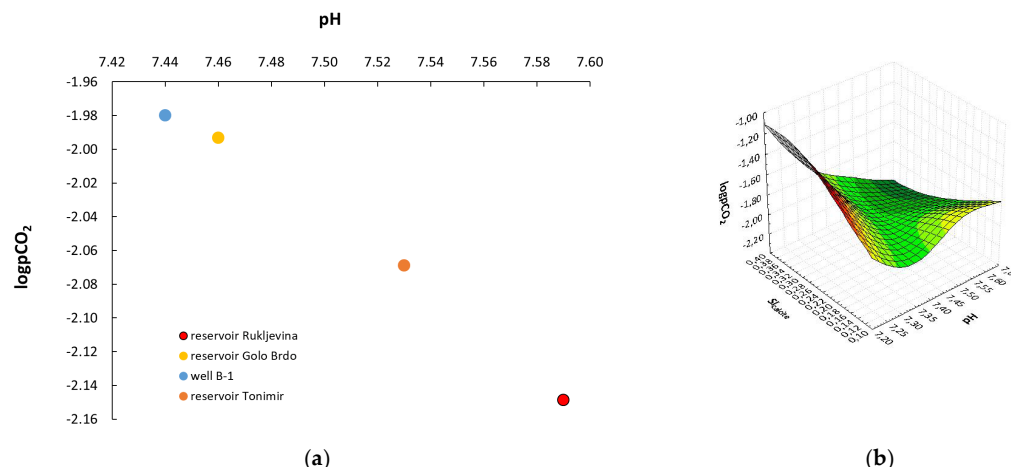 pH
7.42 7.44 7.46 7.48 7.50 7.52 7.54 7.56 7.58 7.60
-1.96
-1.98
-2.00
-2.02
-2.04
-2.06
-2.08
-2.10
-2.12
-2.14
-2.16
logpCO₂
reservoir Rukljevina
reservoir Golo Brdo
well B-1
reservoir Tonimir
(a)
-1,00
-1,20
-1,40
-1,60
-1,80
-2,00
-2,20
logpCO₂
SIcalcite
7,20
7,25
7,30
7,35
7,40
7,45
7,50
7,55
7,60
pH
(b)